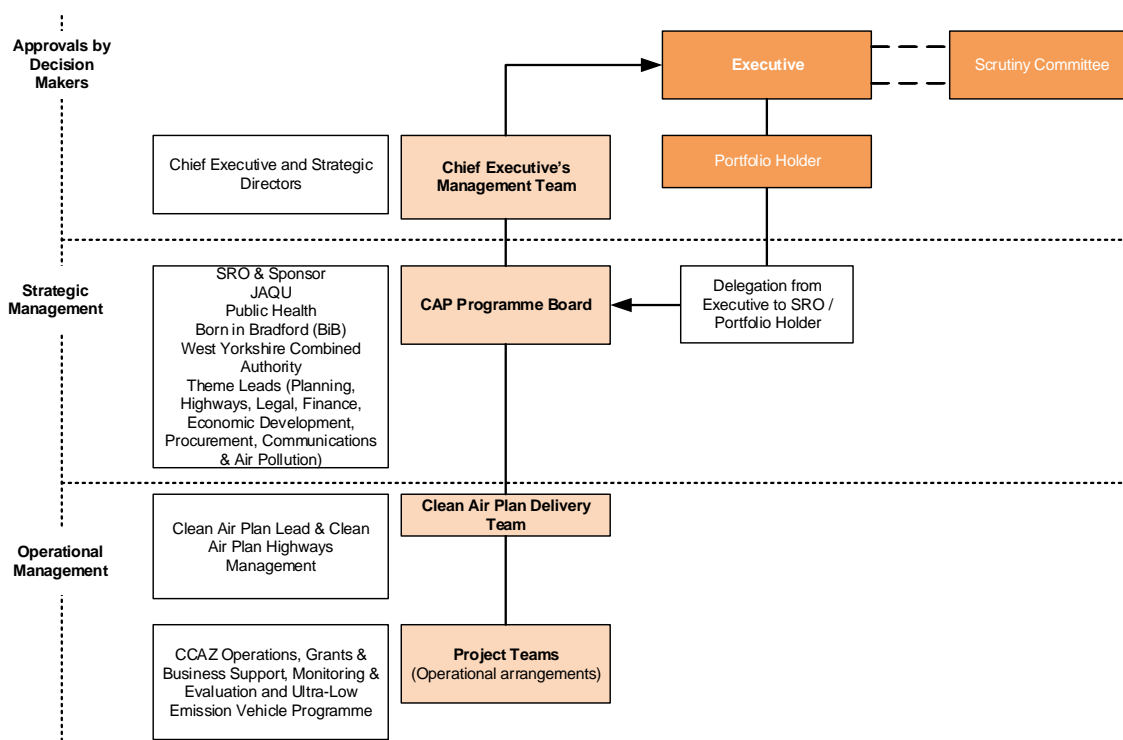 Approvals by
Decision
Makers
Executive
Scrutiny Committee
Chief Executive and Strategic
Directors
Chief Executive’s
Management Team
Portfolio Holder
Strategic
Management
SRO & Sponsor
JAQU
Public Health
Born in Bradford (BiB)
West Yorkshire Combined
Authority
Theme Leads (Planning,
Highways, Legal, Finance,
Economic Development,
Procurement, Communications
& Air Pollution)
CAP Programme Board
Delegation from
Executive to SRO /
Portfolio Holder
Operational
Management
Clean Air Plan Lead & Clean
Air Plan Highways
Management
Clean Air Plan Delivery
Team
CCAZ Operations, Grants &
Business Support, Monitoring &
Evaluation and Ultra-Low
Emission Vehicle Programme
Project Teams
(Operational arrangements)